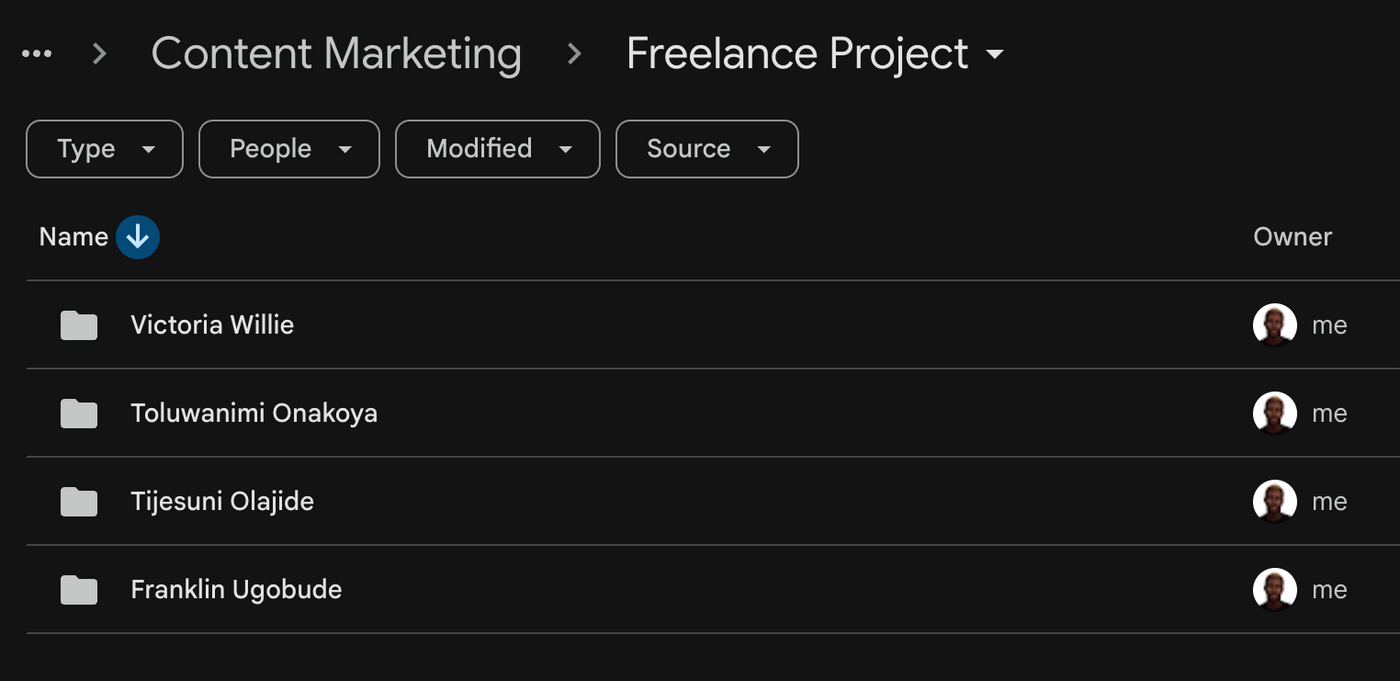 ... > Content Marketing > Freelance Project
Type People Modified Source
Name Owner
Victoria Willie me
Toluwanimi Onakoya me
Tijesuni Olajide me
Franklin Ugobude me